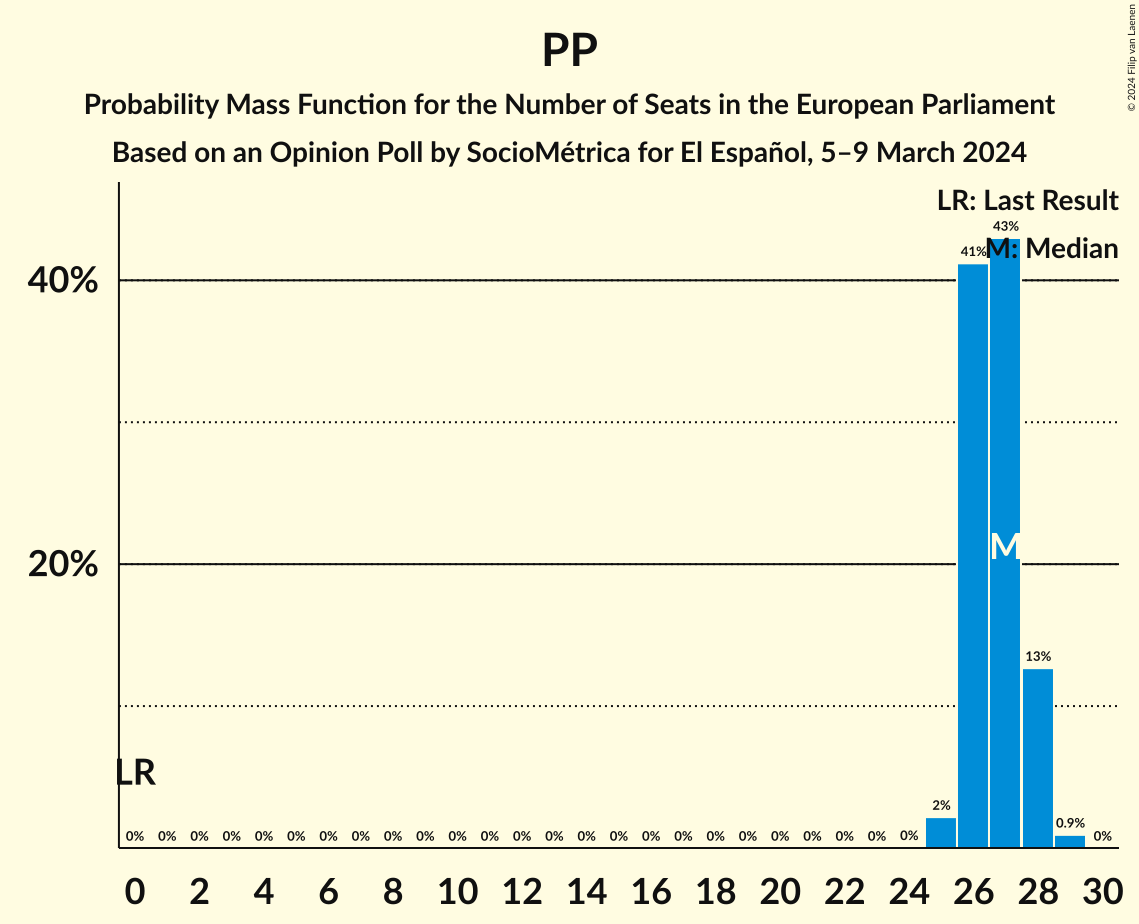 PP
Probability Mass Function for the Number of Seats in the European Parliament
Based on an Opinion Poll by SocioMétrica for El Español, 5–9 March 2024
© 2024 Filip van Laenen
LR: Last Result
M: Median
43%
41%
40%
20%
M
13%
LR
2%
0.9%
0% 0% 0% 0% 0% 0% 0% 0% 0% 0% 0% 0% 0% 0% 0% 0% 0% 0% 0% 0% 0% 0% 0% 0% 0% 0%
0 2 4 6 8 10 12 14 16 18 20 22 24 26 28 30